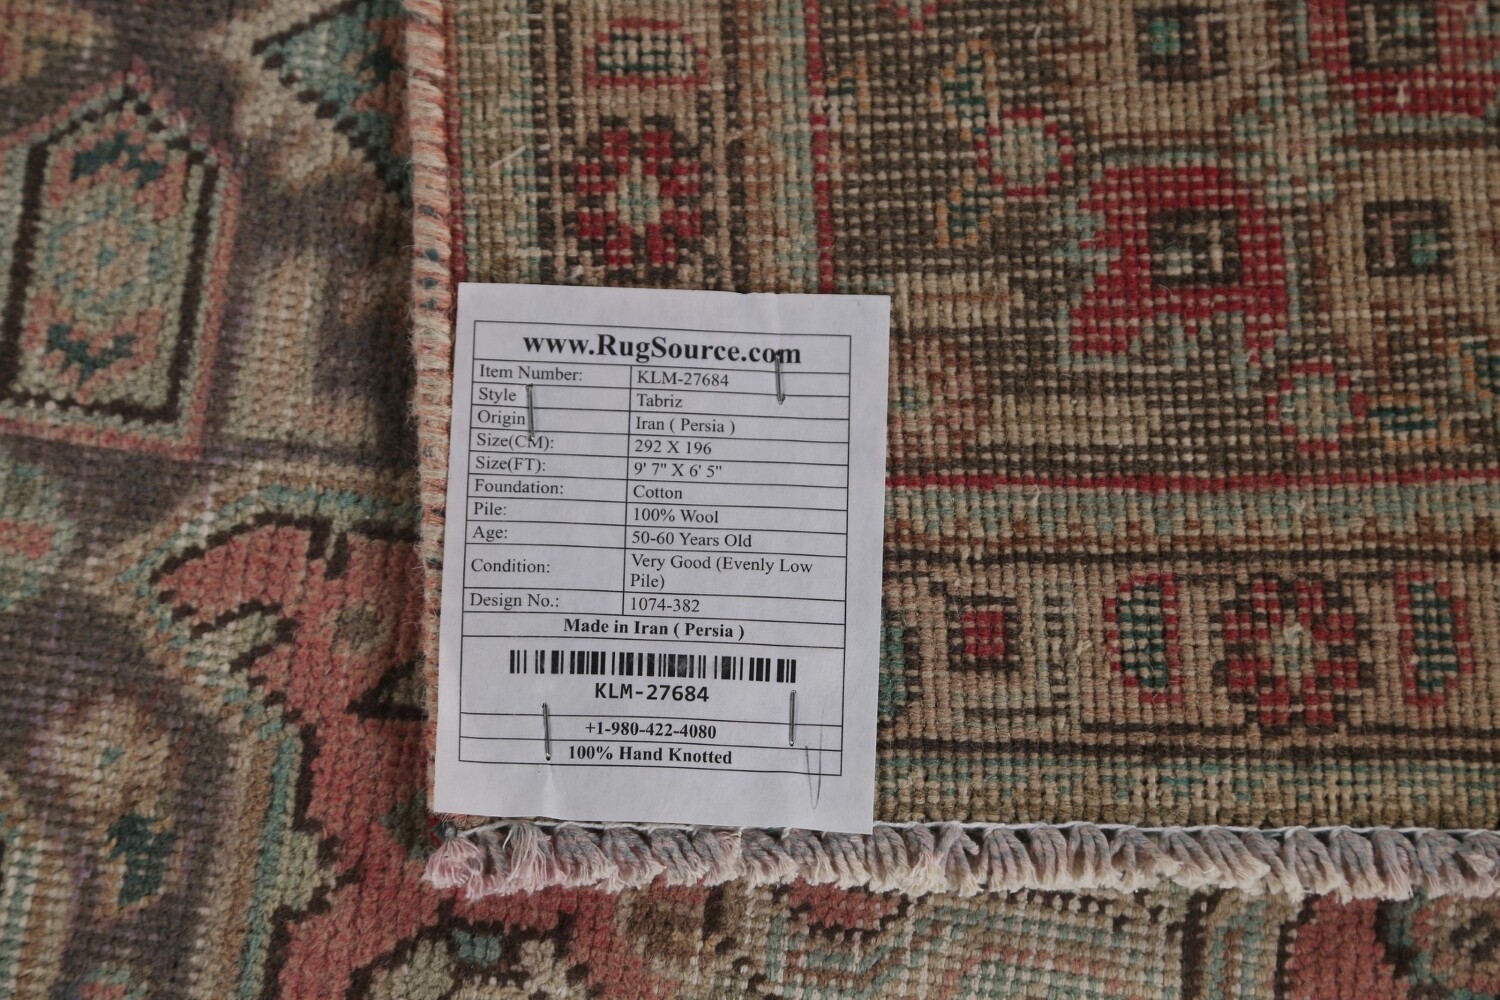 www.RugSource.com
Item Number: KLM-27684
Style Tabriz
Origin Iran ( Persia )
Size(CM): 292 X 196
Size(FT): 9' 7" X 6' 5"
Foundation: Cotton
Pile: 100% Wool
Age: 50-60 Years Old
Condition: Very Good (Evenly Low
Pile)
Design No.: 1074-382
Made in Iran ( Persia )
KLM-27684
+1-980-422-4080
100% Hand Knotted